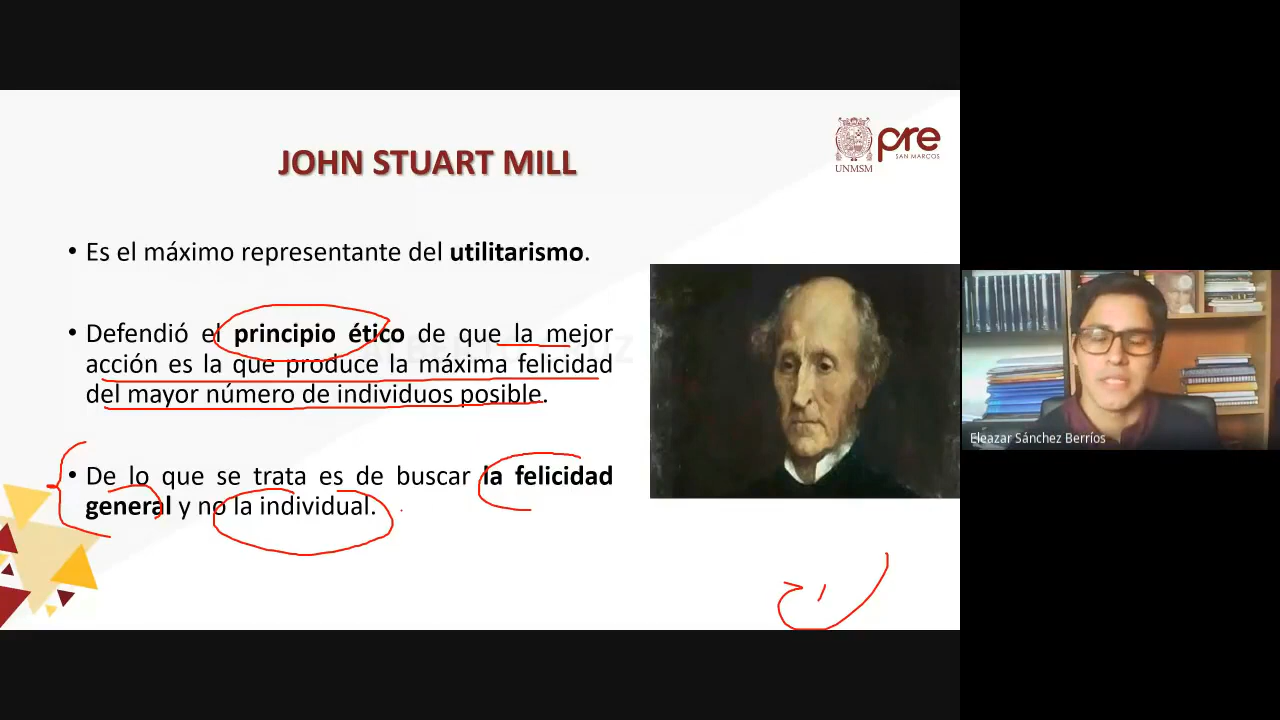 JOHN STUART MILL
UNMSM
pre
SAN MARCOS
• Es el máximo representante del utilitarismo.
• Defendió el principio ético de que la mejor
acción es la que produce la máxima felicidad
del mayor número de individuos posible.
• De lo que se trata es de buscar la felicidad
general y no la individual.
Eleazar Sánchez Berríos